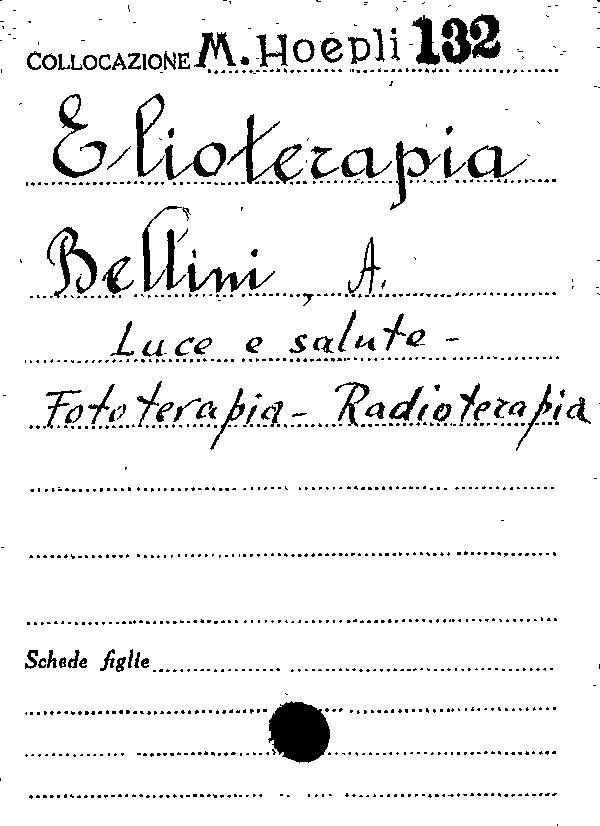 COLLOCAZIONE M. Hoepli 132
Elioterapia
Bellini, A.
Luce e salute -
Fototerapia - Radioterapia
Schede figlie